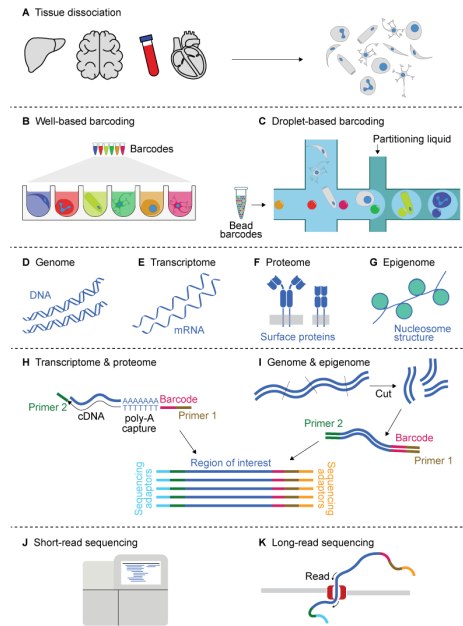 A Tissue dissociation
B Well-based barcoding
Barcodes
C Droplet-based barcoding
Partitioning liquid
Bead
barcodes
D Genome
DNA
E Transcriptome
mRNA
F Proteome
Surface proteins
G Epigenome
Nucleosome
structure
H Transcriptome & proteome
Primer 2
cDNA
AAAAAAA
TTTTTT
poly-A
capture
Barcode
Primer 1
I Genome & epigenome
Cut
Primer 2
Barcode
Primer 1
Region of interest
Sequencing
adaptors
Sequencing
adaptors
J Short-read sequencing
K Long-read sequencing
Read